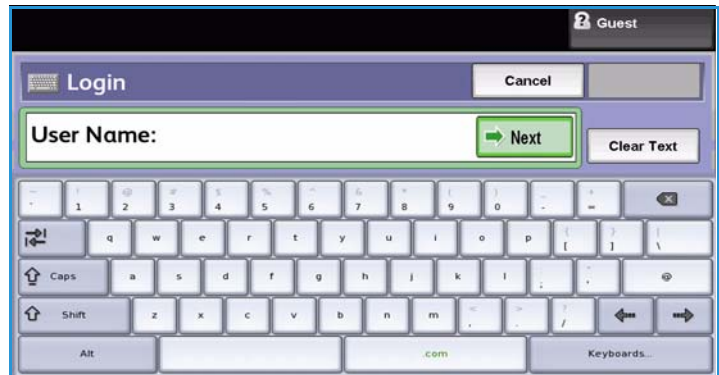 Guest
Login Cancel
User Name: Next Clear Text
~ ! @ # $ % ^ & * ( ) _ +
` 1 2 3 4 5 6 7 8 9 0 - =
q w e r t y u i o p { [ } ] | \
Caps a s d f g h j k l : ; " ' @
Shift z x c v b n m < , > . ? /
Alt .com Keyboards...